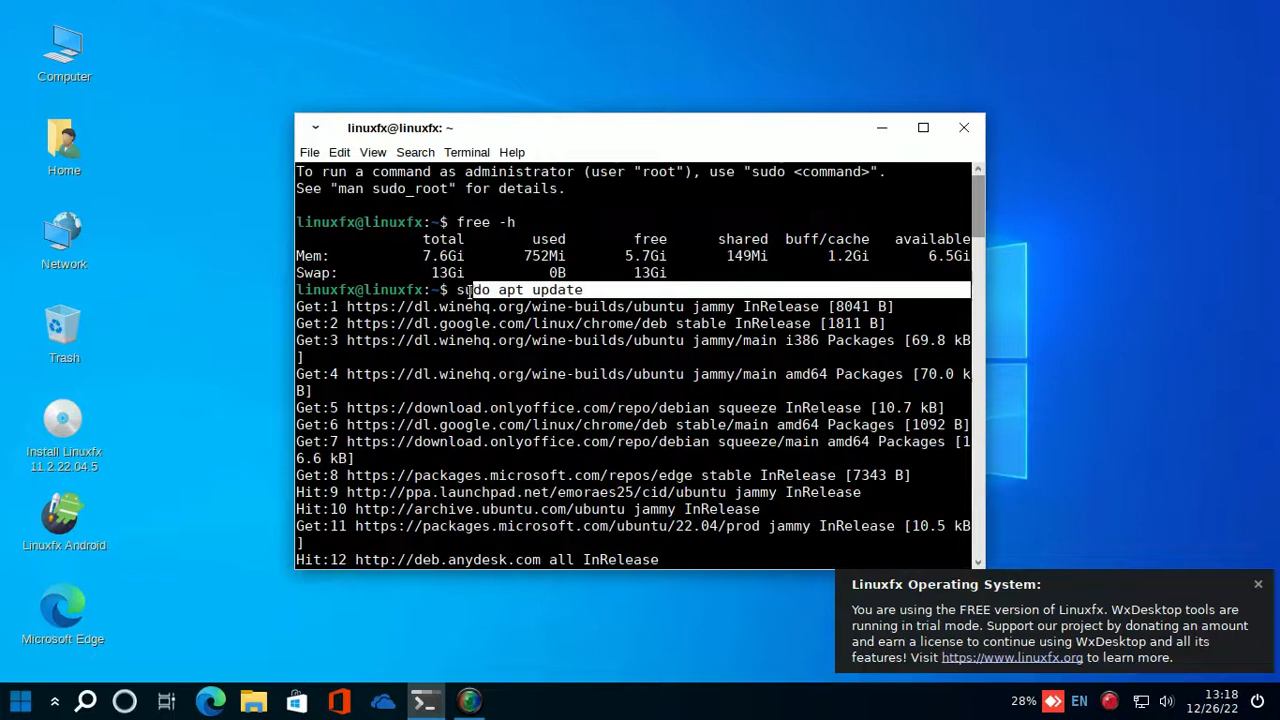 Computer
Home
Network
Trash
Install Linuxfx
11.2.22.04.5
Linuxfx Android
Microsoft Edge
linuxfx@linuxfx: ~
File Edit View Search Terminal Help
To run a command as administrator (user "root"), use "sudo <command>".
See "man sudo_root" for details.
linuxfx@linuxfx:~$ free -h
total used free shared buff/cache available
Mem: 7.6Gi 752Mi 5.7Gi 149Mi 1.2Gi 6.5Gi
Swap: 13Gi 0B 13Gi
linuxfx@linuxfx:~$ sudo apt update
Get:1 https://dl.winehq.org/wine-builds/ubuntu jammy InRelease [8041 B]
Get:2 https://dl.google.com/linux/chrome/deb stable InRelease [1811 B]
Get:3 https://dl.winehq.org/wine-builds/ubuntu jammy/main i386 Packages [69.8 kB
]
Get:4 https://dl.winehq.org/wine-builds/ubuntu jammy/main amd64 Packages [70.0 k
B]
Get:5 https://download.onlyoffice.com/repo/debian squeeze InRelease [10.7 kB]
Get:6 https://dl.google.com/linux/chrome/deb stable/main amd64 Packages [1092 B]
Get:7 https://download.onlyoffice.com/repo/debian squeeze/main amd64 Packages [1
6.6 kB]
Get:8 https://packages.microsoft.com/repos/edge stable InRelease [7343 B]
Hit:9 http://ppa.launchpad.net/emoraes25/cid/ubuntu jammy InRelease
Hit:10 http://archive.ubuntu.com/ubuntu jammy InRelease
Get:11 https://packages.microsoft.com/ubuntu/22.04/prod jammy InRelease [10.5 kB
]
Hit:12 http://deb.anydesk.com all InRelease
Linuxfx Operating System:
You are using the FREE version of Linuxfx. WxDesktop tools are
running in trial mode. Support our project by donating an amount
and earn a license to continue using WxDesktop and all its
features! Visit https://www.linuxfx.org to learn more.
28% EN 13:18
12/26/22